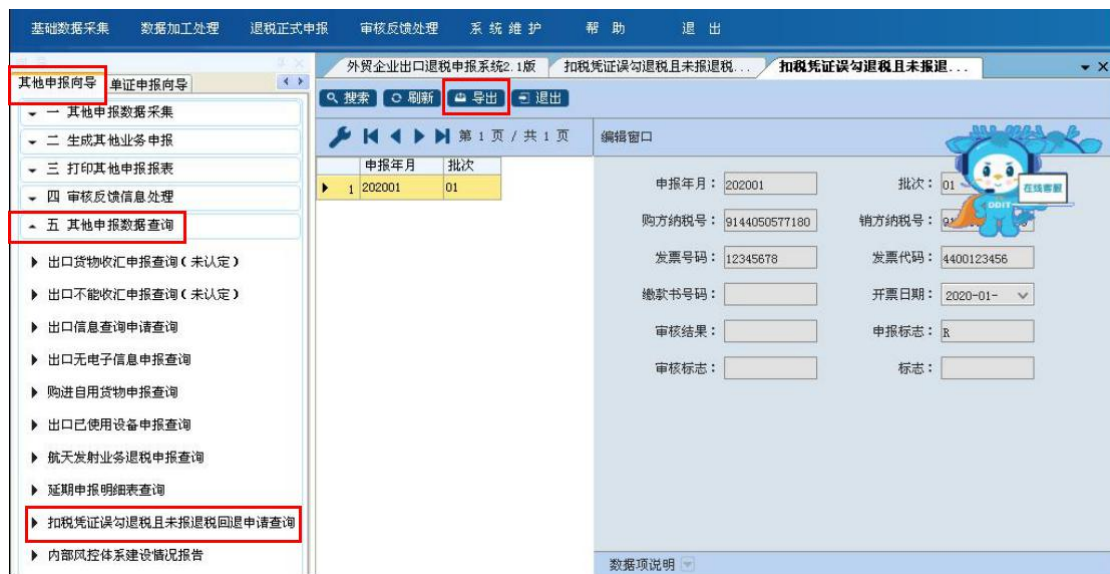 基础数据采集 数据加工处理 退税正式申报 审核反馈处理 系统维护 帮助 退出
外贸企业出口退税申报系统2.1版 扣税凭证误勾退税且未报退税... 扣税凭证误勾退税且未报退...
其他申报向导 单证申报向导
搜索 刷新 导出 退出
一 其他申报数据采集
二 生成其他业务申报
三 打印其他申报报表
四 审核反馈信息处理
五 其他申报数据查询
出口货物收汇申报查询(未认定)
出口不能收汇申报查询(未认定)
出口信息查询申请查询
出口无电子信息申报查询
购进自用货物申报查询
出口已使用设备申报查询
航天发射业务退税申报查询
延期申报明细表查询
扣税凭证误勾退税且未报退税回退申请查询
内部风控体系建设情况报告
第 1 页 / 共 1 页
申报年月 批次
1 202001 01
编辑窗口
申报年月: 202001 批次: 01
购方纳税号: 9144050577180 销方纳税号:
发票号码: 12345678 发票代码: 4400123456
缴款书号码: 开票日期: 2020-01-
审核结果: 申报标志: R
审核标志: 标志:
在线客服
DDIT
数据项说明